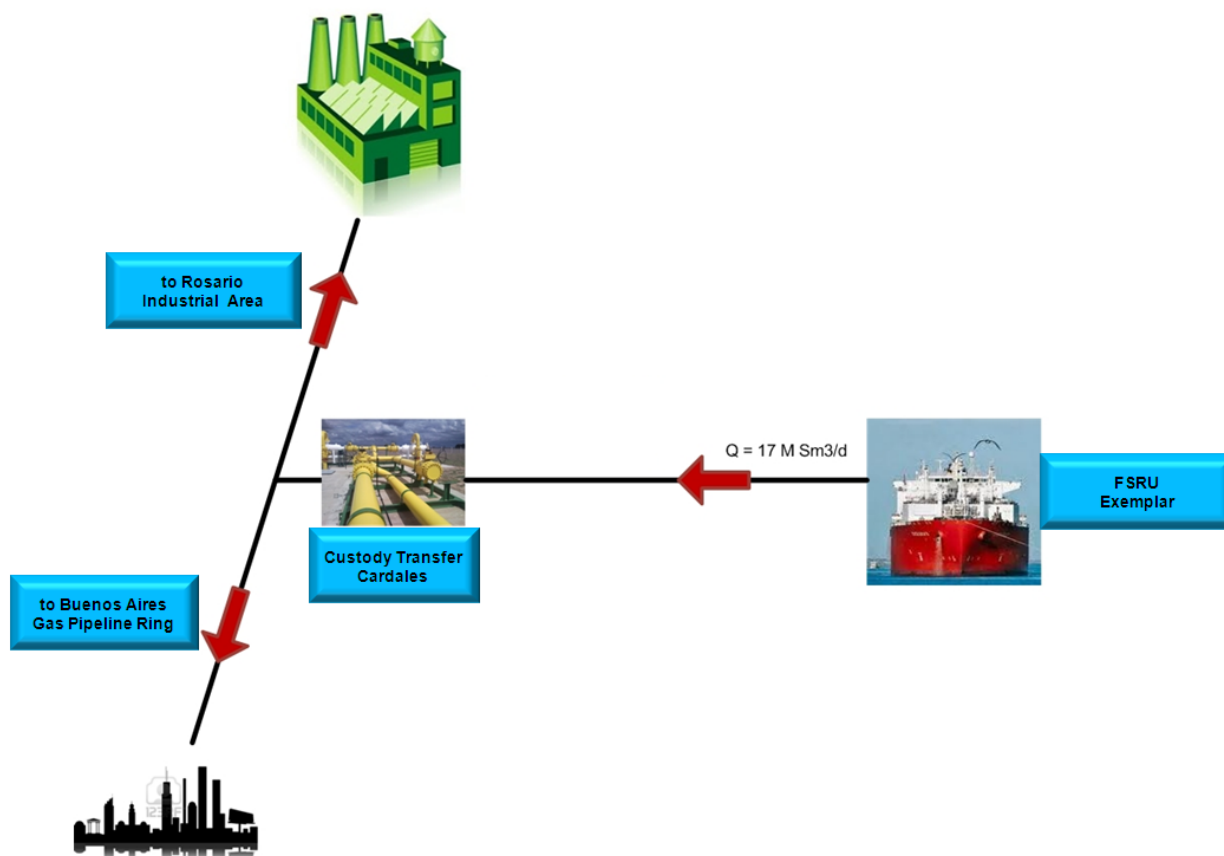 to Rosario
Industrial Area
Q = 17 M Sm3/d
FSRU
Exemplar
Custody Transfer
Cardales
to Buenos Aires
Gas Pipeline Ring